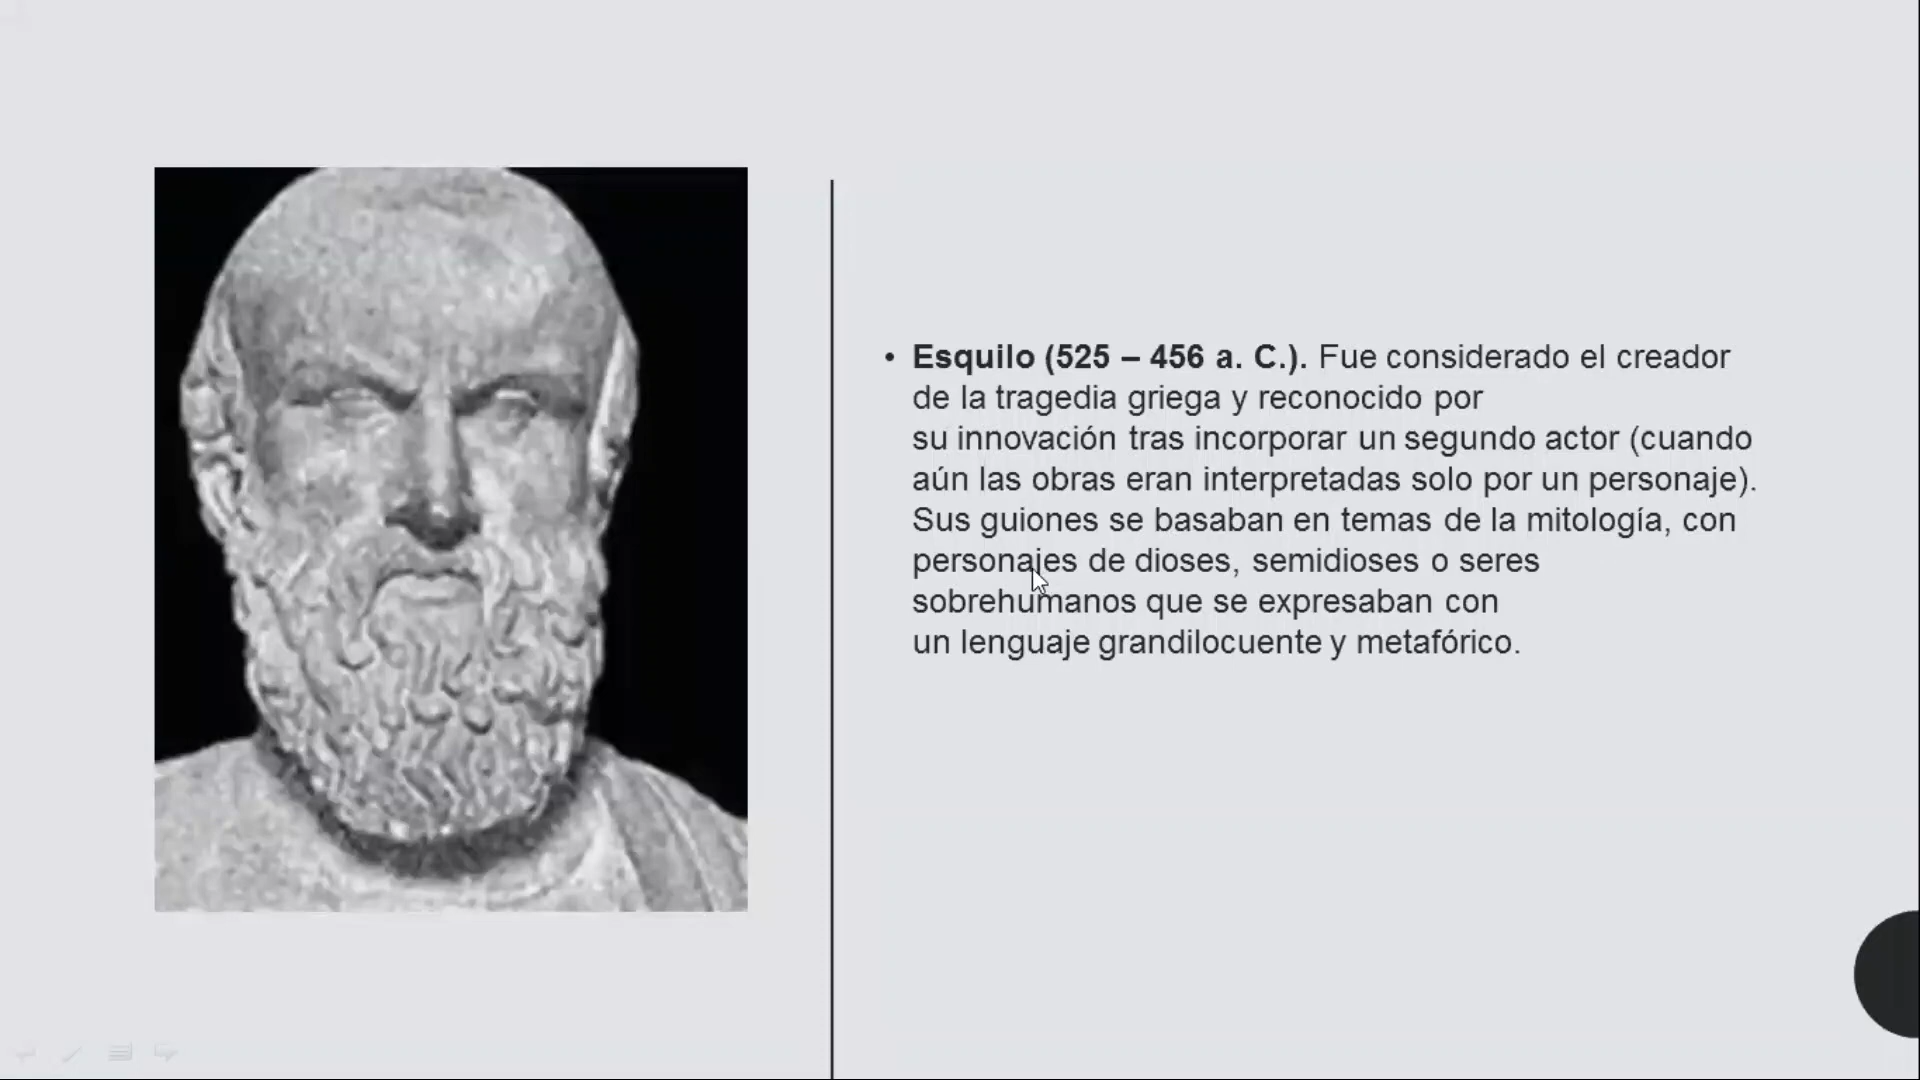 • Esquilo (525 – 456 a. C.). Fue considerado el creador
de la tragedia griega y reconocido por
su innovación tras incorporar un segundo actor (cuando
aún las obras eran interpretadas solo por un personaje).
Sus guiones se basaban en temas de la mitología, con
personajes de dioses, semidioses o seres
sobrehumanos que se expresaban con
un lenguaje grandilocuente y metafórico.